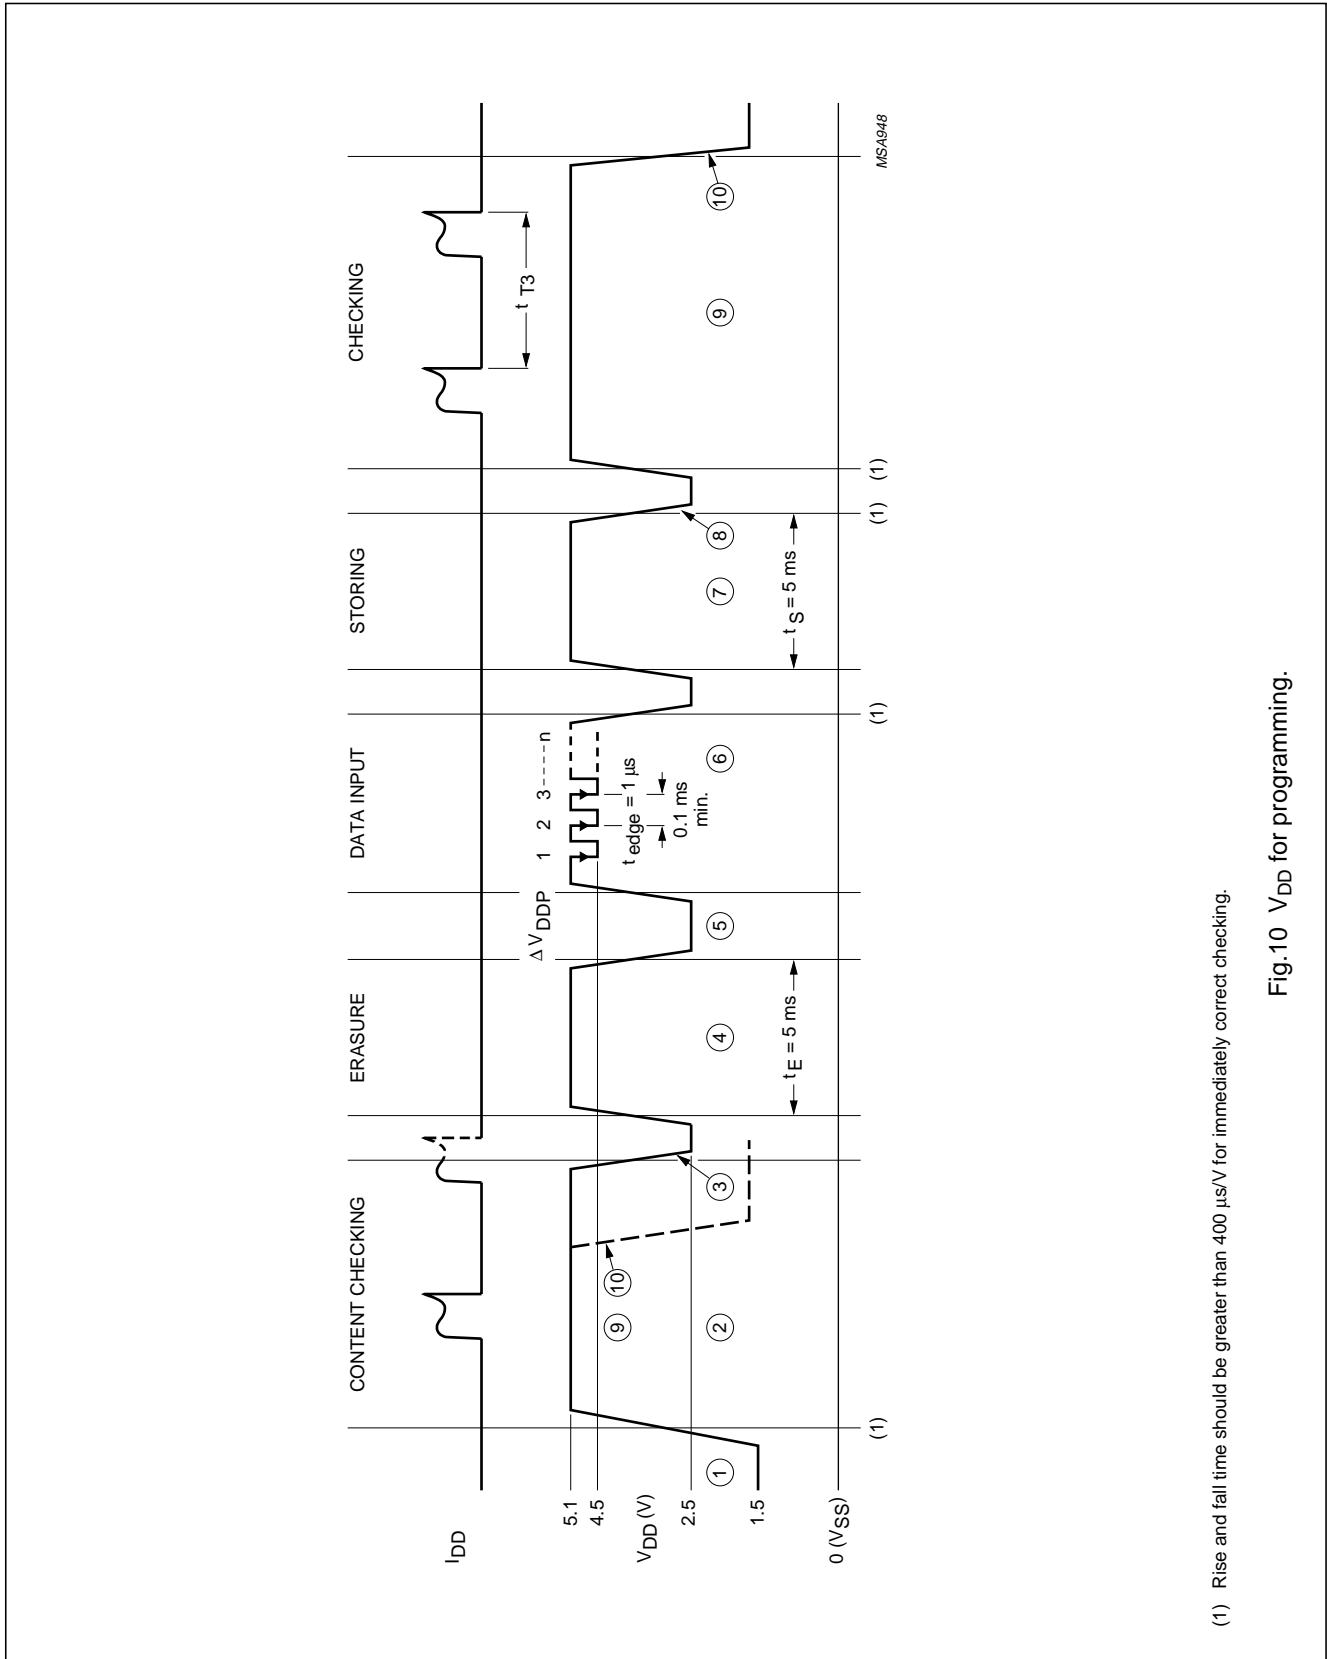 CONTENT CHECKING
ERASURE
DATA INPUT
STORING
CHECKING
IDD
t T3
ΔVDDP
1 2 3 ---- n
5.1
4.5
VDD (V)
2.5
1.5
0 (VSS)
t edge = 1 µs
0.1 ms
min.
9
10
1
2
3
4
5
6
7
8
9
10
tE = 5 ms
tS = 5 ms
(1)
(1)
(1)
(1)
MSA948
(1) Rise and fall time should be greater than 400 µs/V for immediately correct checking.
Fig.10 VDD for programming.